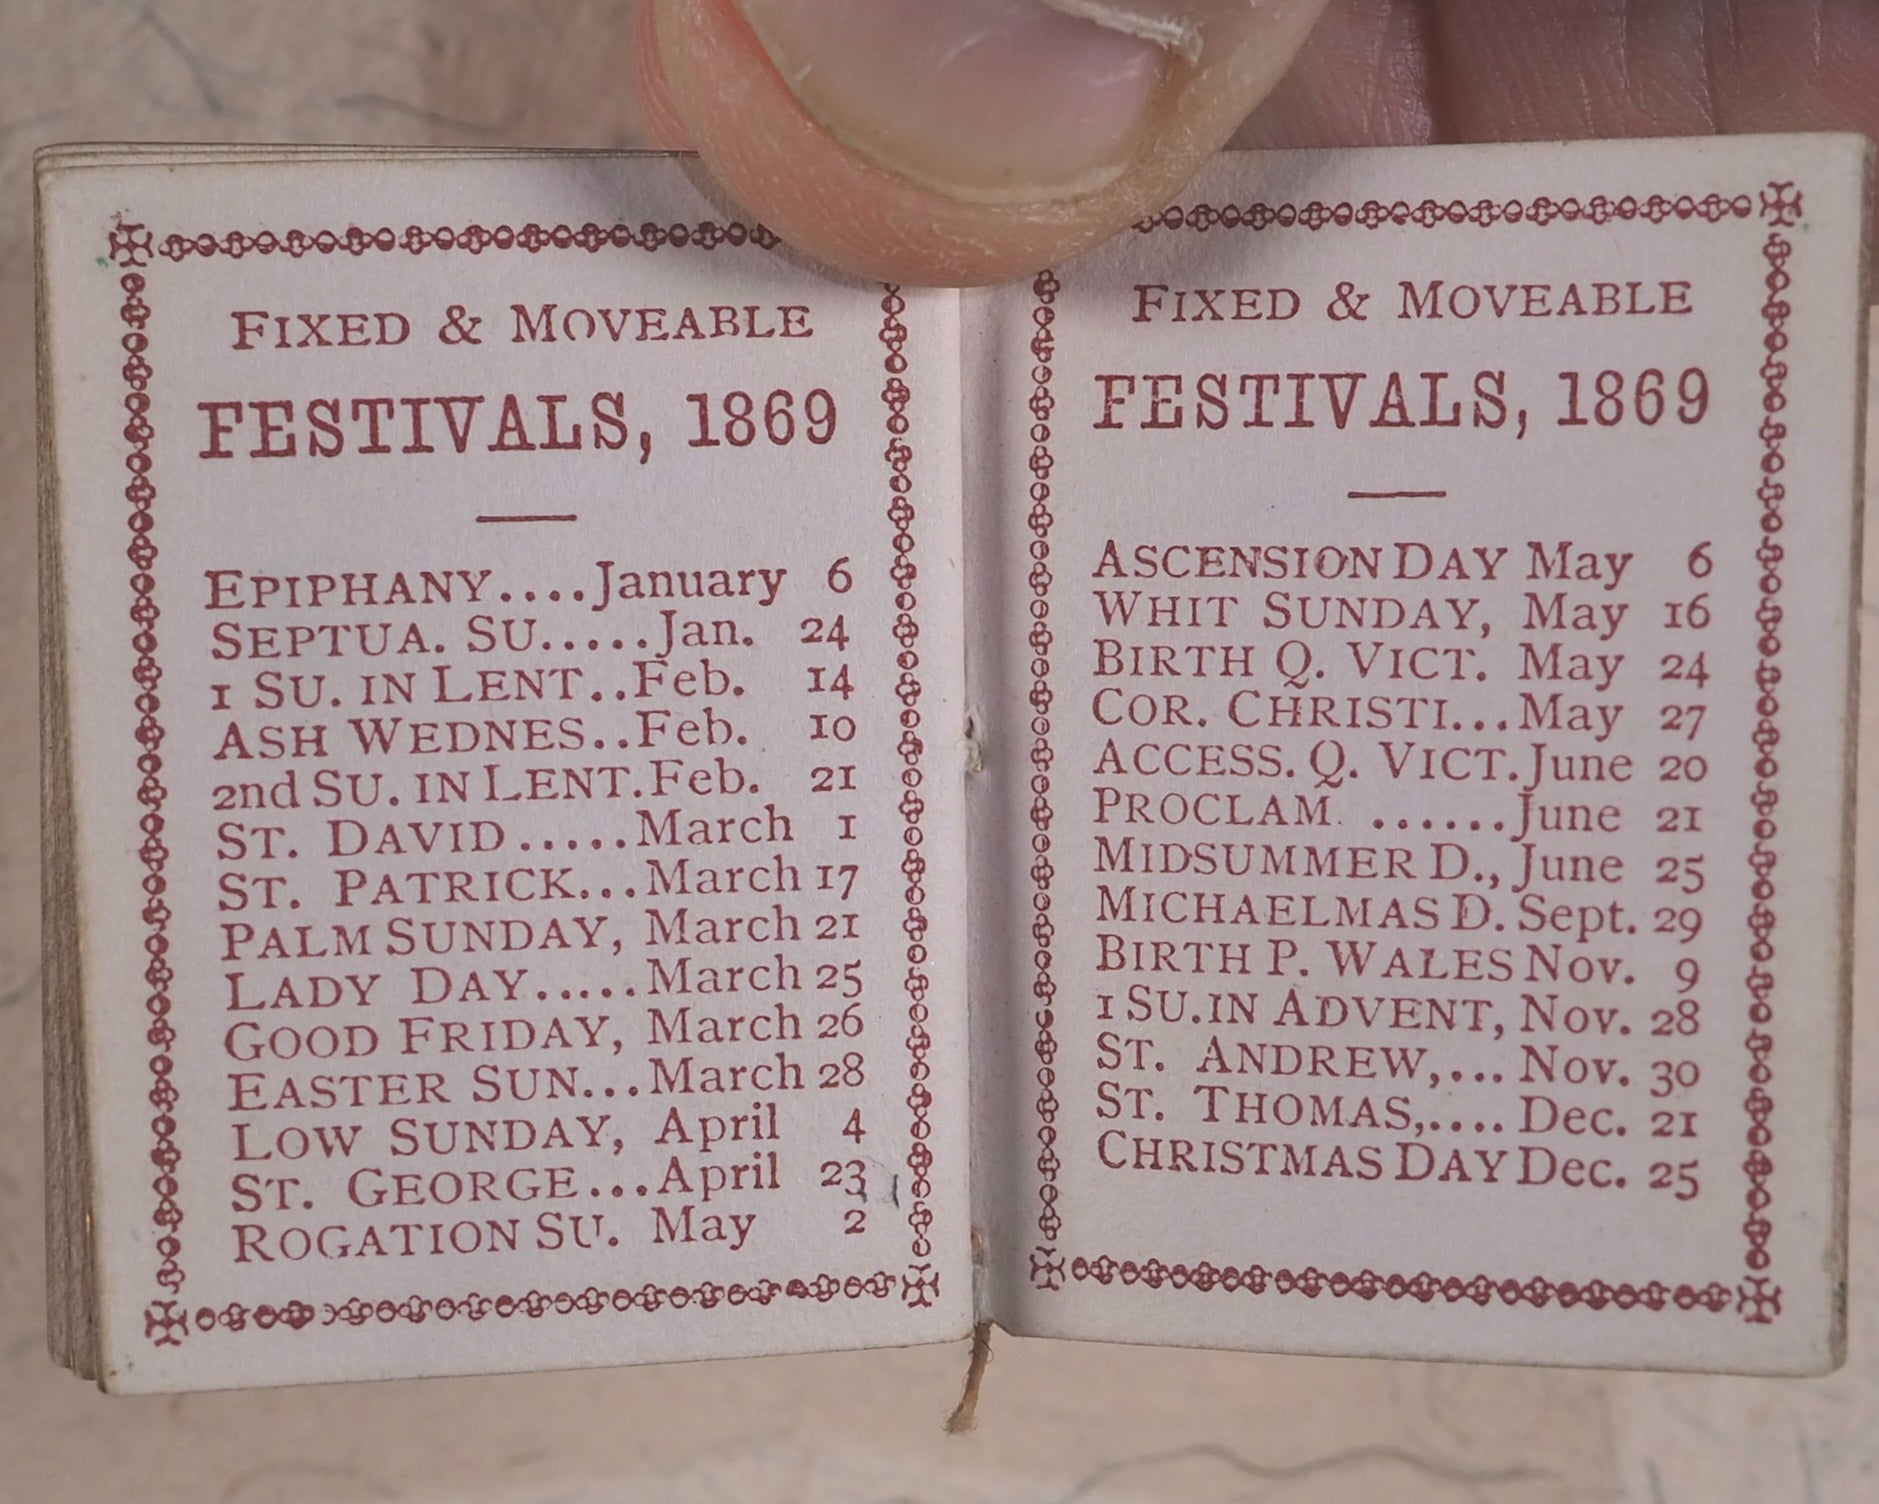 FIXED & MOVEABLE
FESTIVALS, 1869
EPIPHANY....January 6
SEPTUA. SU.....Jan. 24
1 SU. IN LENT..Feb. 14
ASH WEDNES..Feb. 10
2nd SU. IN LENT.Feb. 21
ST. DAVID.....March 1
ST. PATRICK...March 17
PALM SUNDAY, March 21
LADY DAY.....March 25
GOOD FRIDAY, March 26
EASTER SUN...March 28
LOW SUNDAY, April 4
ST. GEORGE...April 23
ROGATION SU. May 2
FIXED & MOVEABLE
FESTIVALS, 1869
ASCENSION DAY May 6
WHIT SUNDAY, May 16
BIRTH Q. VICT. May 24
COR. CHRISTI...May 27
ACCESS. Q. VICT.June 20
PROCLAM. ......June 21
MIDSUMMER D., June 25
MICHAELMAS D. Sept. 29
BIRTH P. WALES Nov. 9
1 SU.IN ADVENT, Nov. 28
ST. ANDREW,... Nov. 30
ST. THOMAS,.... Dec. 21
CHRISTMAS DAY Dec. 25